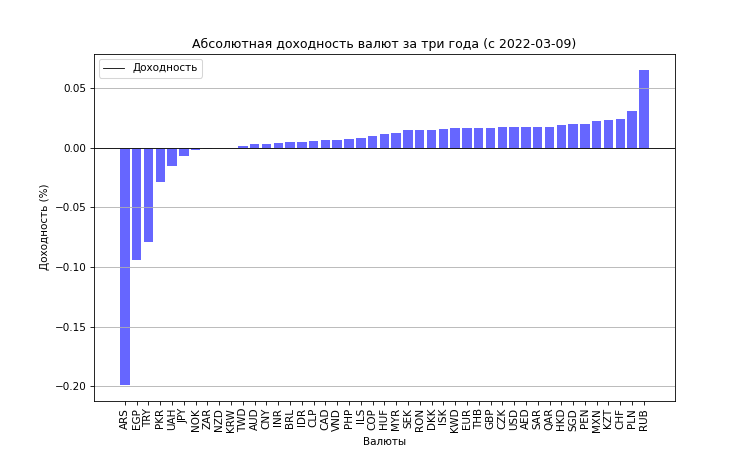 Абсолютная доходность валют за три года (с 2022-03-09)
Доходность
0.05
0.00
−0.05
−0.10
−0.15
−0.20
Доходность (%)
ARS
EGP
TRY
PKR
UAH
JPY
NOK
ZAR
NZD
KRW
TWD
AUD
CNY
INR
BRL
IDR
CLP
CAD
VND
PHP
ILS
COP
HUF
MYR
SEK
RON
DKK
ISK
KWD
EUR
THB
GBP
CZK
USD
AED
SAR
QAR
HKD
SGD
PEN
MXN
KZT
CHF
PLN
RUB
Валюты